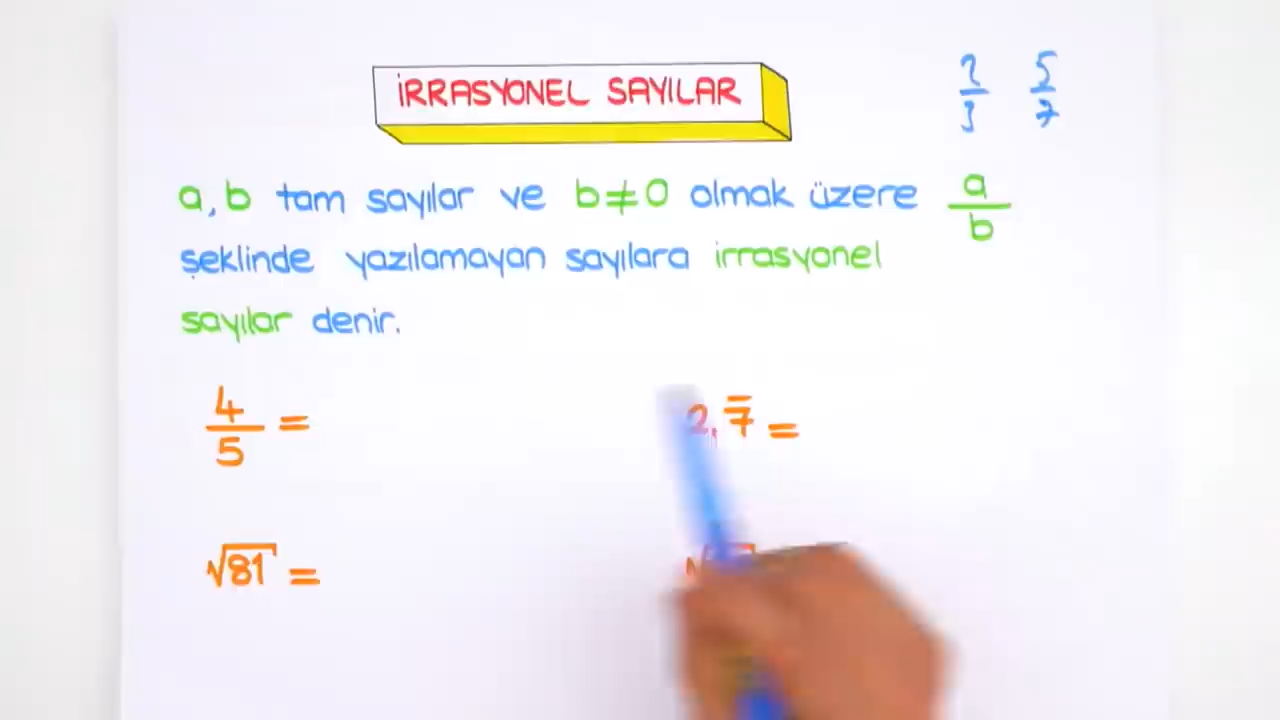 İRRASYONEL SAYILAR
2/3 5/7
a, b tam sayılar ve b≠0 olmak üzere a/b
şeklinde yazılamayan sayılara irrasyonel
sayılar denir.
4/5 =
2,7̅ =
√81 =